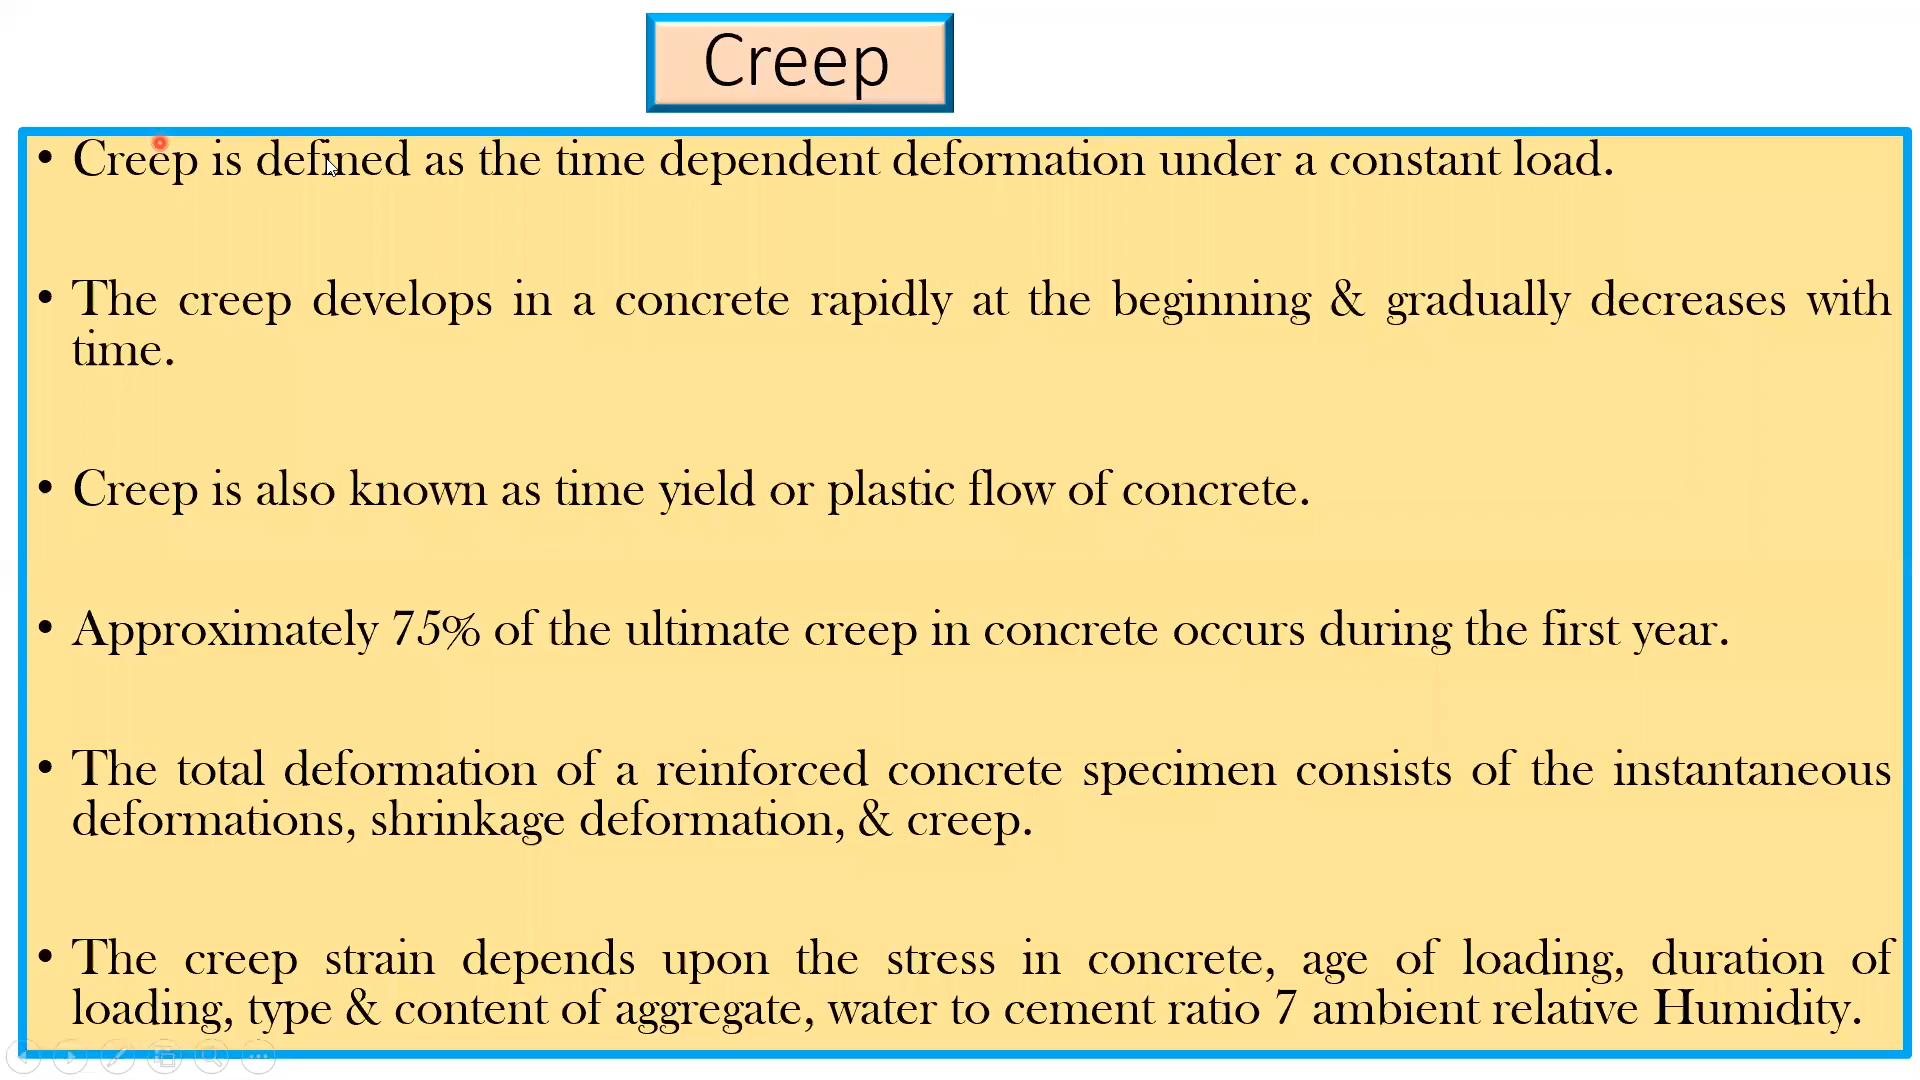 Creep
• Creep is defined as the time dependent deformation under a constant load.
• The creep develops in a concrete rapidly at the beginning & gradually decreases with
time.
• Creep is also known as time yield or plastic flow of concrete.
• Approximately 75% of the ultimate creep in concrete occurs during the first year.
• The total deformation of a reinforced concrete specimen consists of the instantaneous
deformations, shrinkage deformation, & creep.
• The creep strain depends upon the stress in concrete, age of loading, duration of
loading, type & content of aggregate, water to cement ratio 7 ambient relative Humidity.